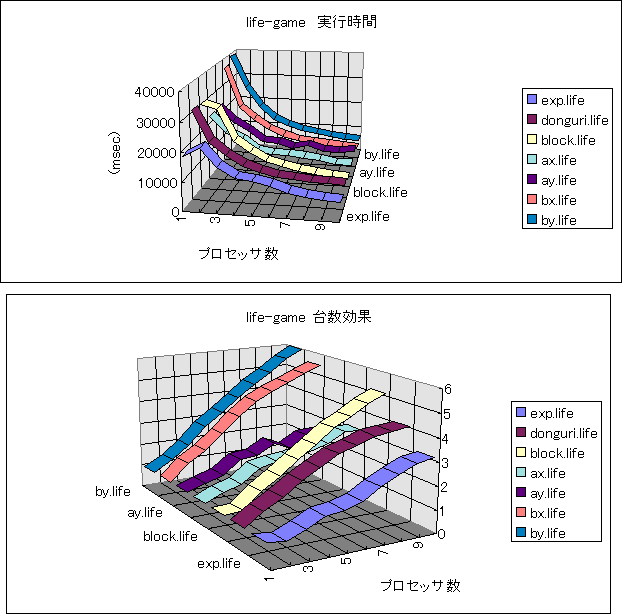 life-game 実行時間
40000
30000
20000
10000
0
(msec)
1
3
5
7
9
プロセッサ数
by.life
ay.life
block.life
exp.life
exp.life
donguri.life
block.life
ax.life
ay.life
bx.life
by.life
life-game 台数効果
6
5
4
3
2
1
0
by.life
ay.life
block.life
exp.life
1
3
5
7
9
プロセッサ数
exp.life
donguri.life
block.life
ax.life
ay.life
bx.life
by.life